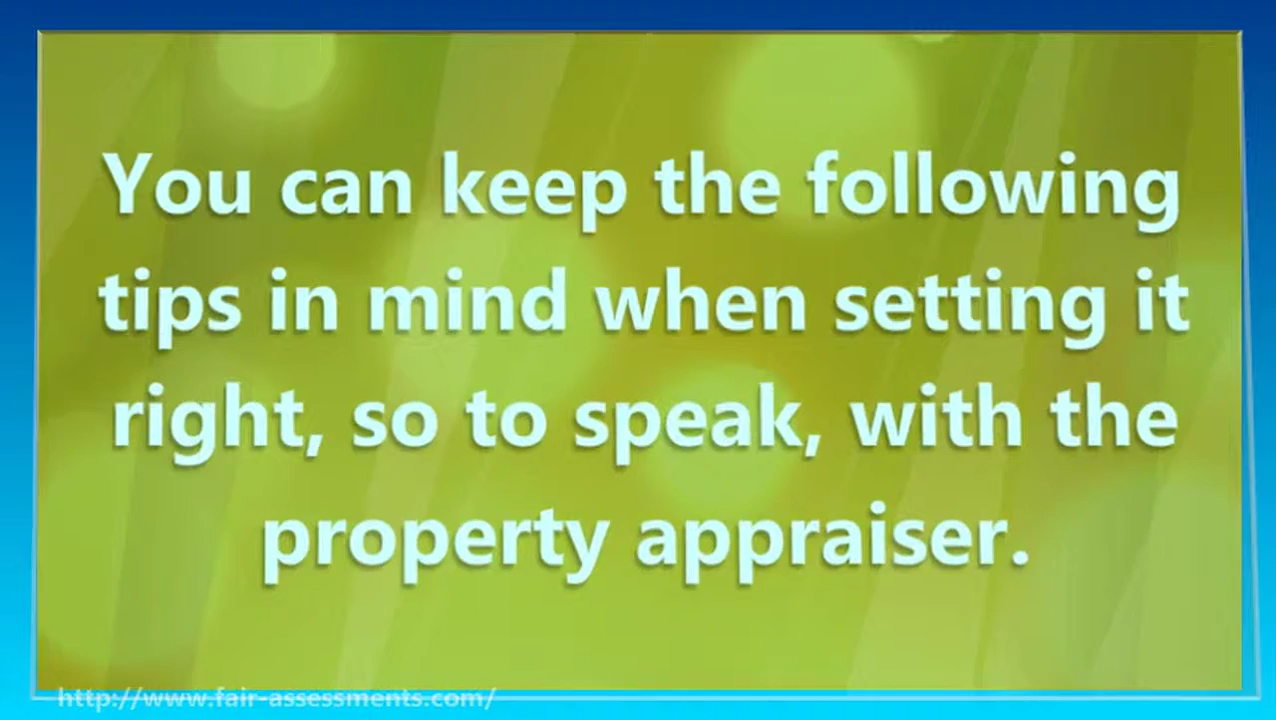 You can keep the following
tips in mind when setting it
right, so to speak, with the
property appraiser.
http://www.fair-assessments.com/